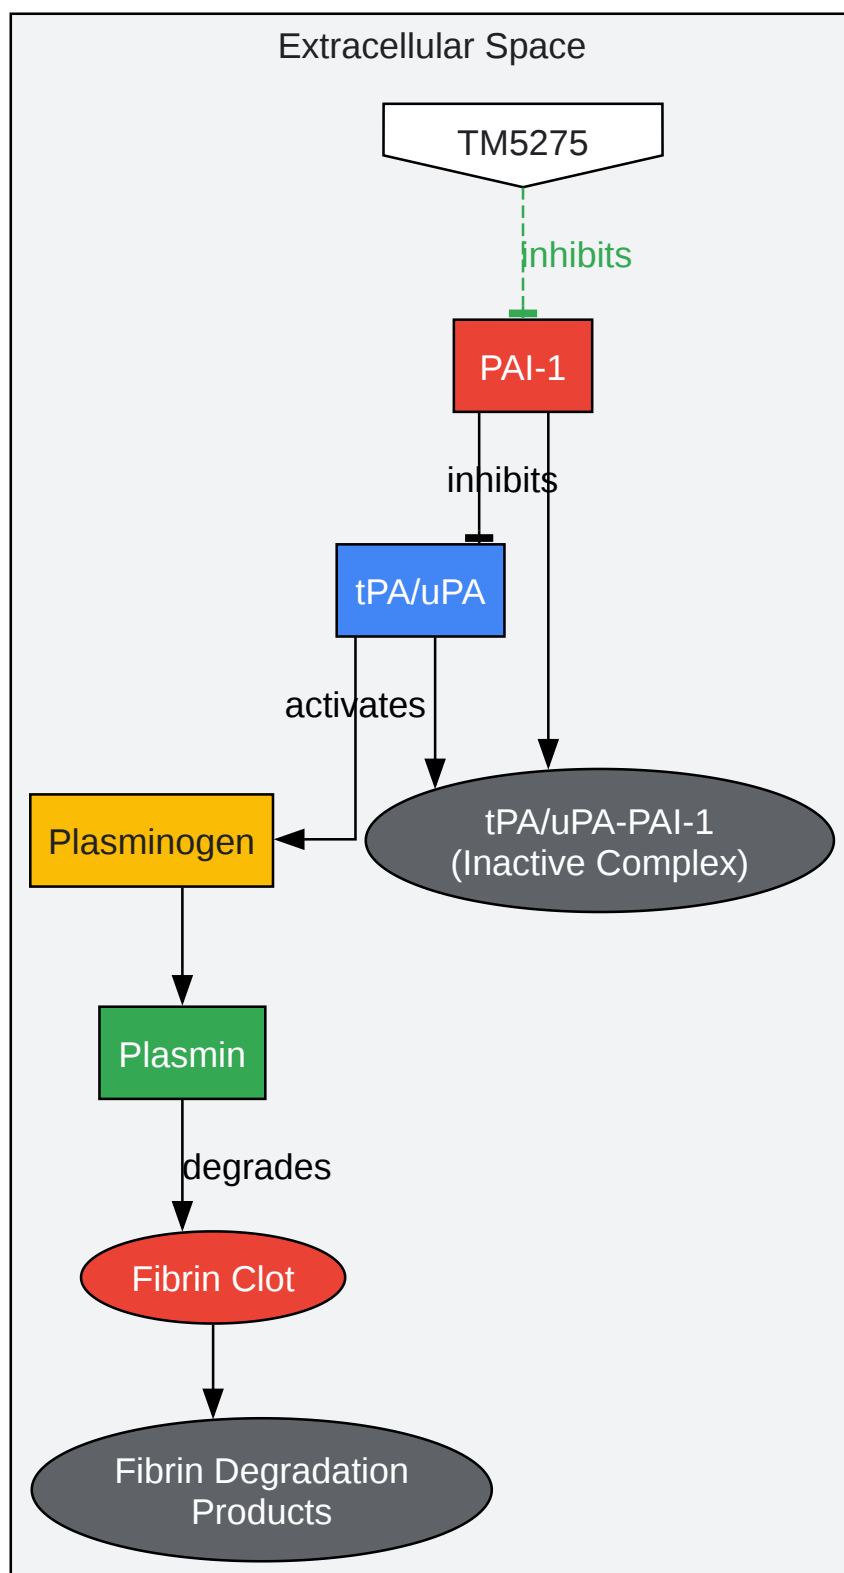 Extracellular Space
TM5275
inhibits
PAI-1
inhibits
tPA/uPA
activates
Plasminogen
tPA/uPA-PAI-1
(Inactive Complex)
Plasmin
degrades
Fibrin Clot
Fibrin Degradation
Products